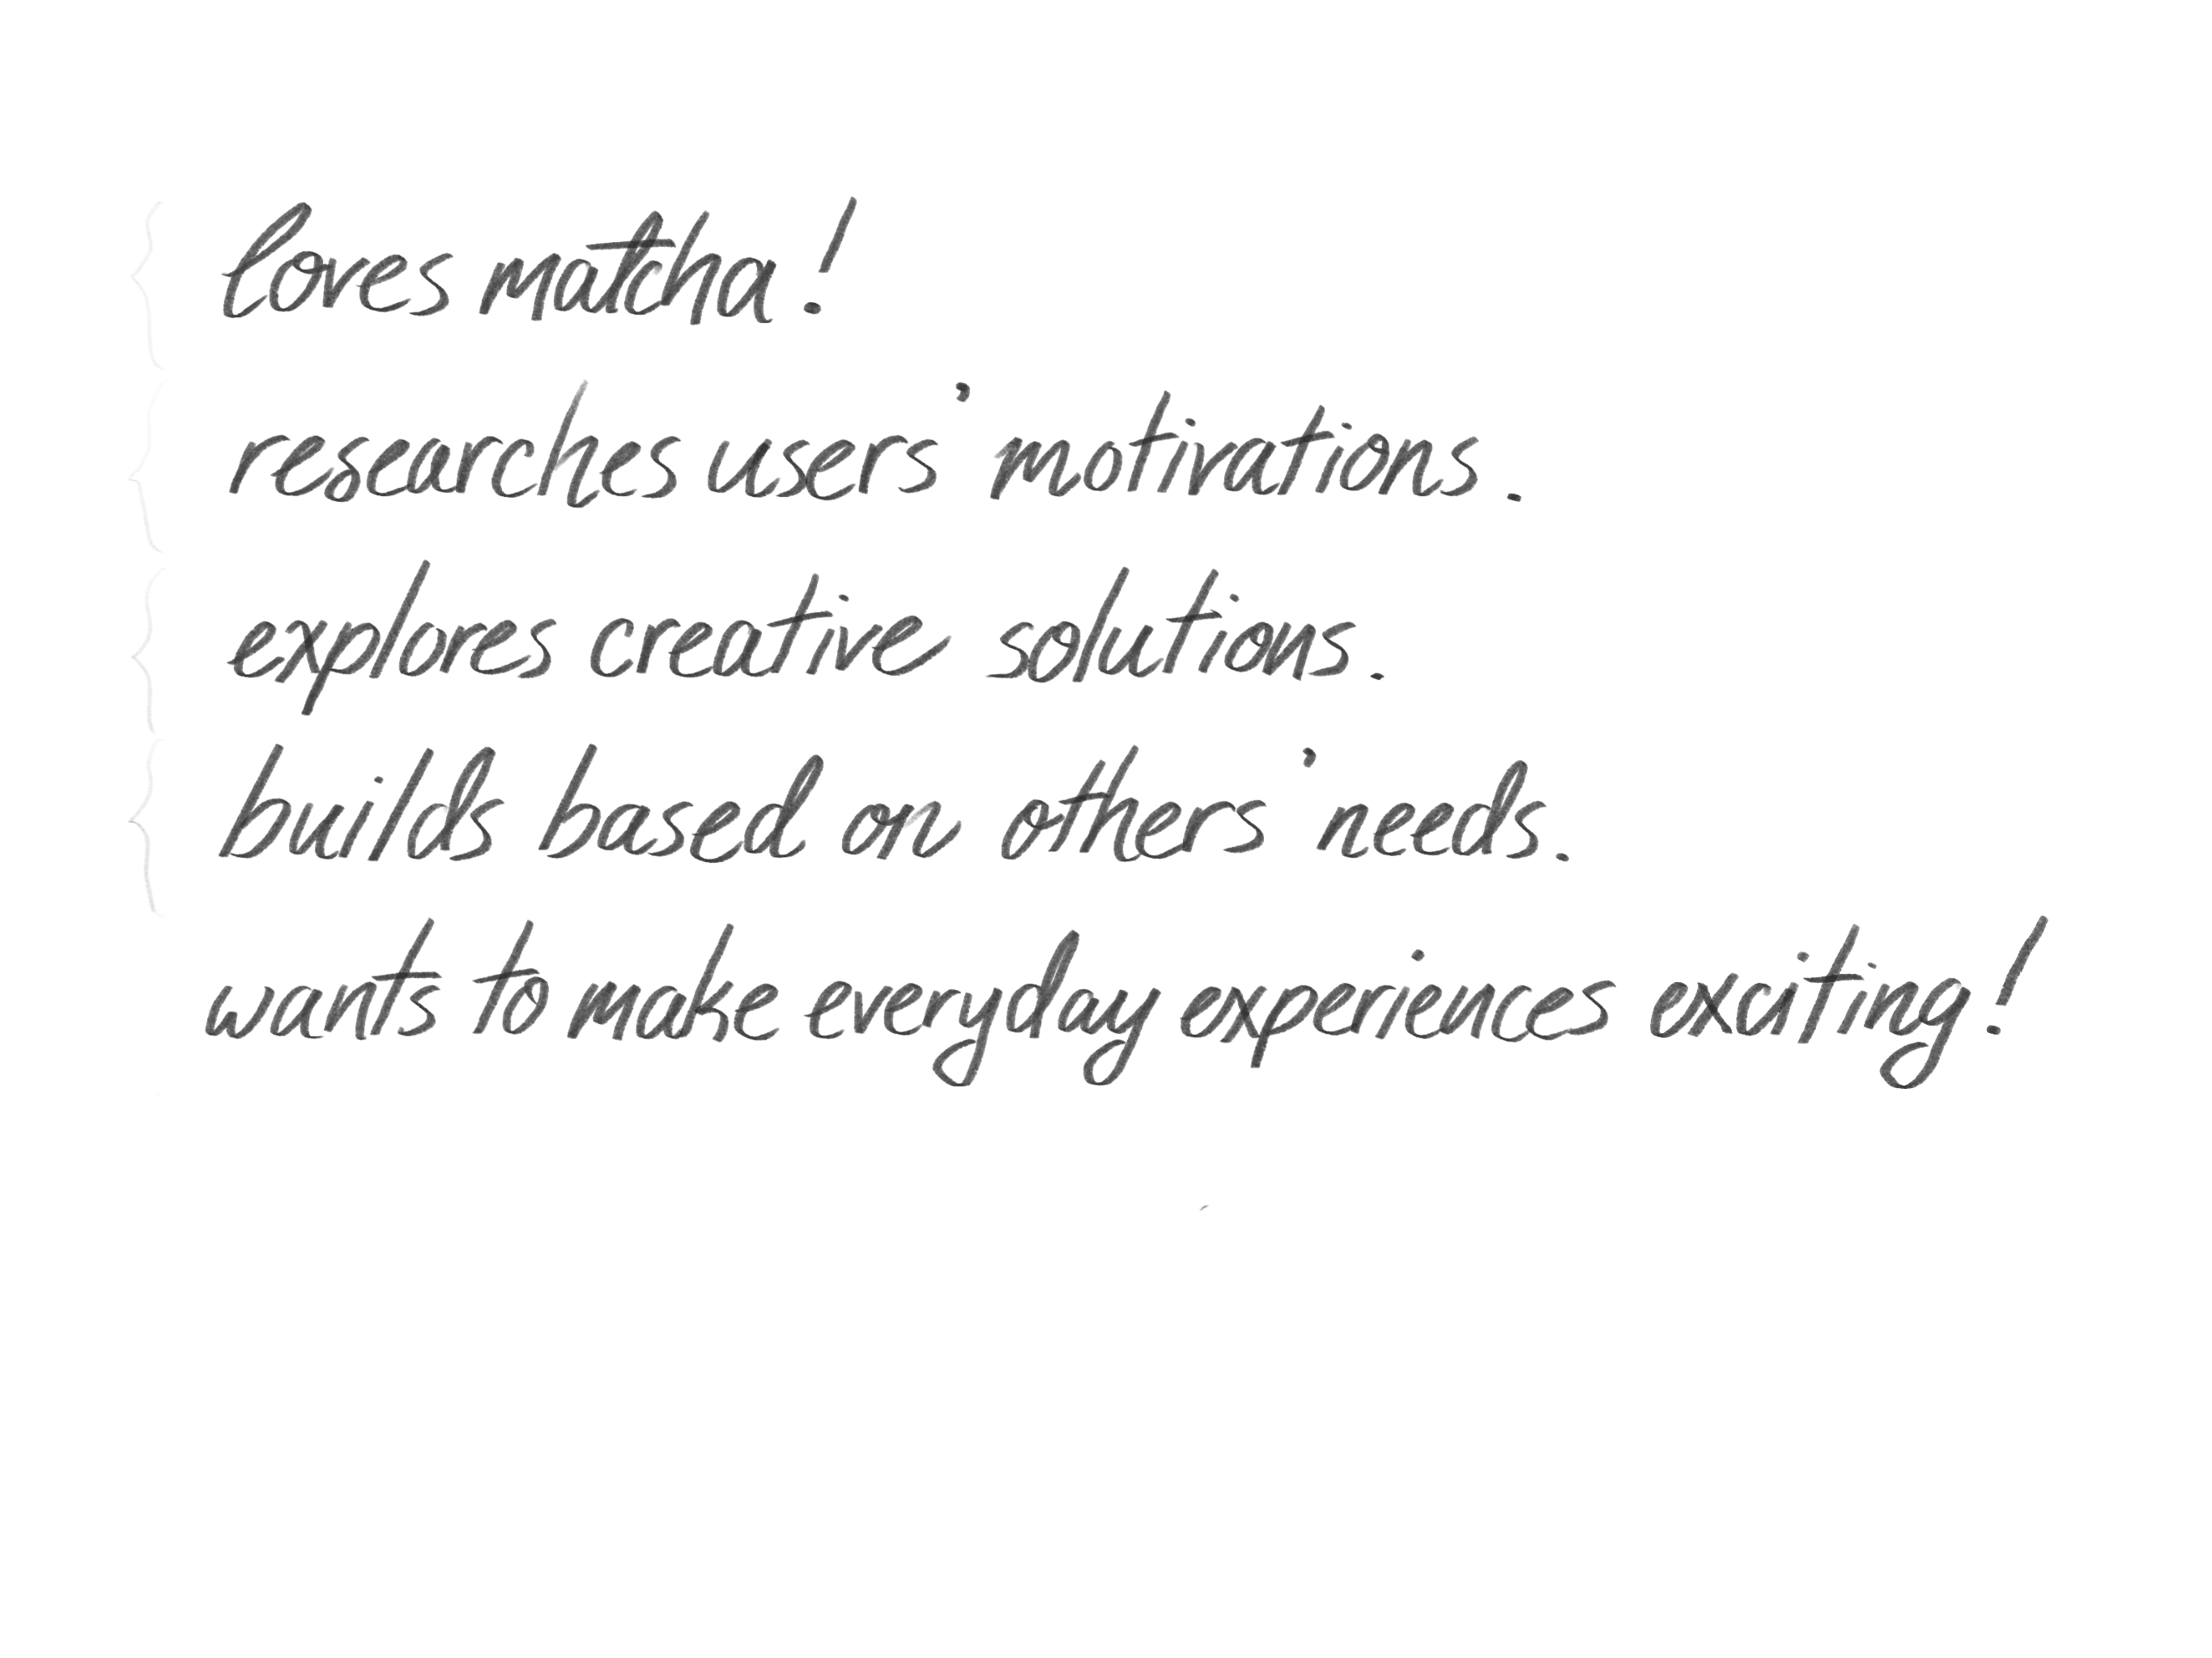 loves matcha!
researches users' motivations.
explores creative solutions.
builds based on others' needs.
wants to make everyday experiences exciting!